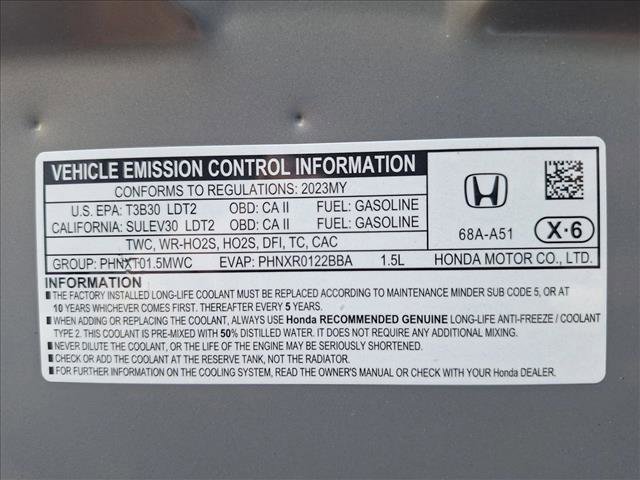 VEHICLE EMISSION CONTROL INFORMATION
CONFORMS TO REGULATIONS: 2023MY
U.S. EPA: T3B30 LDT2 OBD: CA II FUEL: GASOLINE
CALIFORNIA: SULEV30 LDT2 OBD: CA II FUEL: GASOLINE
TWC, WR-HO2S, HO2S, DFI, TC, CAC
68A-A51 X·6
GROUP: PHNXT01.5MWC EVAP: PHNXR0122BBA 1.5L HONDA MOTOR CO., LTD.
INFORMATION
■ THE FACTORY INSTALLED LONG-LIFE COOLANT MUST BE REPLACED ACCORDING TO MAINTENANCE MINDER SUB CODE 5, OR AT
10 YEARS WHICHEVER COMES FIRST. THEREAFTER EVERY 5 YEARS.
■ WHEN ADDING OR REPLACING THE COOLANT, ALWAYS USE Honda RECOMMENDED GENUINE LONG-LIFE ANTI-FREEZE / COOLANT
TYPE 2. THIS COOLANT IS PRE-MIXED WITH 50% DISTILLED WATER. IT DOES NOT REQUIRE ANY ADDITIONAL MIXING.
■ NEVER DILUTE THE COOLANT, OR THE LIFE OF THE ENGINE MAY BE SERIOUSLY SHORTENED.
■ CHECK OR ADD COOLANT AT THE RESERVE TANK, NOT THE RADIATOR.
■ FOR FURTHER INFORMATION ON THE COOLING SYSTEM, READ THE OWNER'S MANUAL OR CHECK WITH YOUR Honda DEALER.